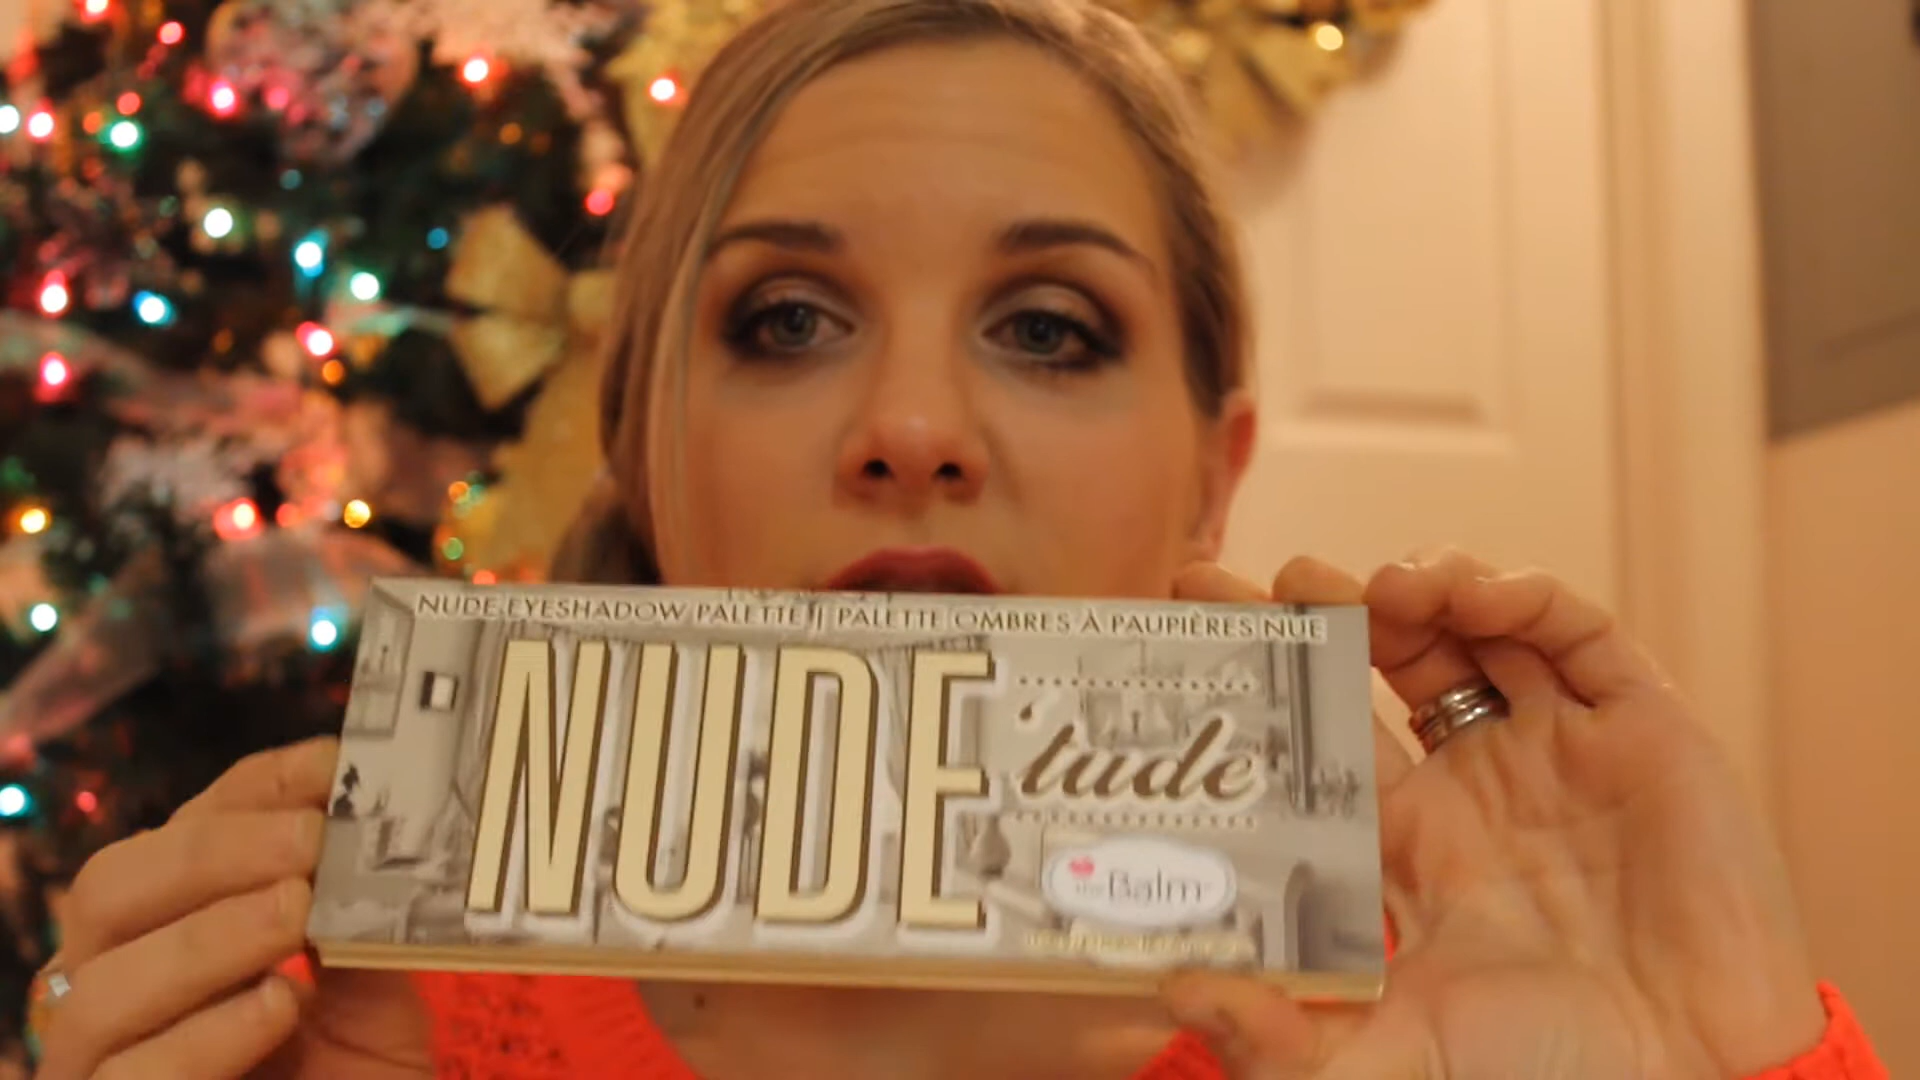 NUDE EYESHADOW PALETTE | PALETTE OMBRES À PAUPIÈRES NUE
NUDE
'tude
theBalm